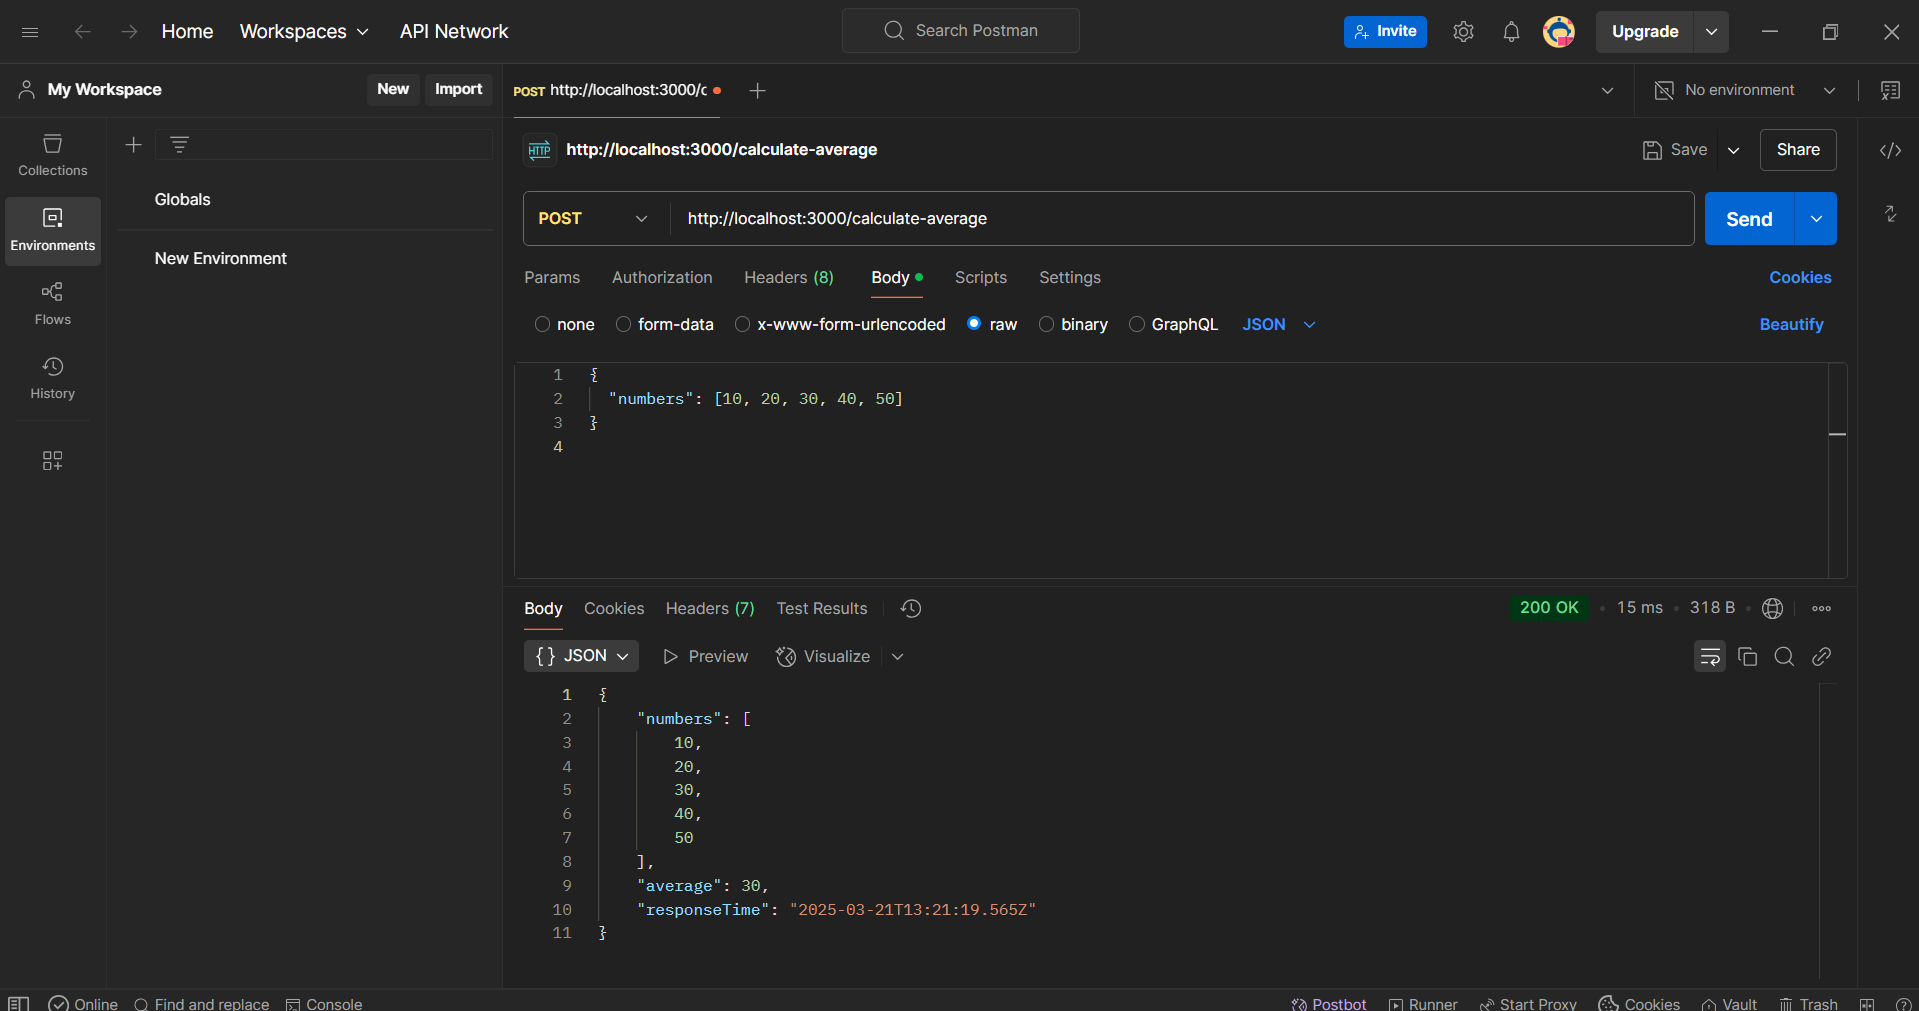 Home Workspaces API Network Search Postman Invite Upgrade
My Workspace New Import POST http://localhost:3000/c No environment
Collections
Environments
Flows
History
Globals
New Environment
HTTP http://localhost:3000/calculate-average Save Share
POST http://localhost:3000/calculate-average Send
Params Authorization Headers (8) Body Scripts Settings Cookies
none form-data x-www-form-urlencoded raw binary GraphQL JSON Beautify
1 {
2 "numbers": [10, 20, 30, 40, 50]
3 }
4
Body Cookies Headers (7) Test Results 200 OK • 15 ms • 318 B •
{} JSON Preview Visualize
1 {
2 "numbers": [
3 10,
4 20,
5 30,
6 40,
7 50
8 ],
9 "average": 30,
10 "responseTime": "2025-03-21T13:21:19.565Z"
11 }
Online Find and replace Console Postbot Runner Start Proxy Cookies Vault Trash